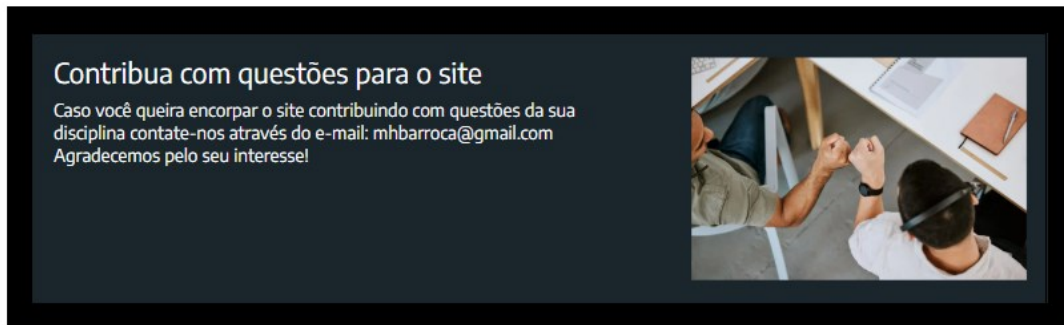 Contribua com questões para o site
Caso você queira encorpar o site contribuindo com questões da sua
disciplina contate-nos através do e-mail: mhbarroca@gmail.com
Agradecemos pelo seu interesse!